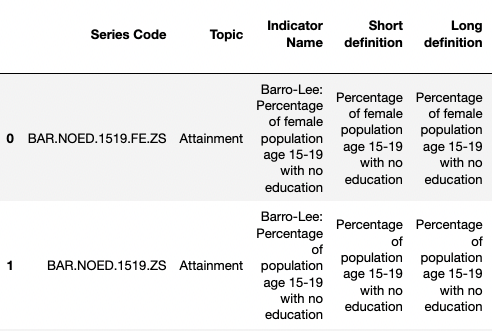 Series Code Topic Indicator Name Short definition Long definition
0 BAR.NOED.1519.FE.ZS Attainment Barro-Lee: Percentage of female population age 15-19 with no education Percentage of female population age 15-19 with no education Percentage of female population age 15-19 with no education
1 BAR.NOED.1519.ZS Attainment Barro-Lee: Percentage of population age 15-19 with no education Percentage of population age 15-19 with no education Percentage of population age 15-19 with no education